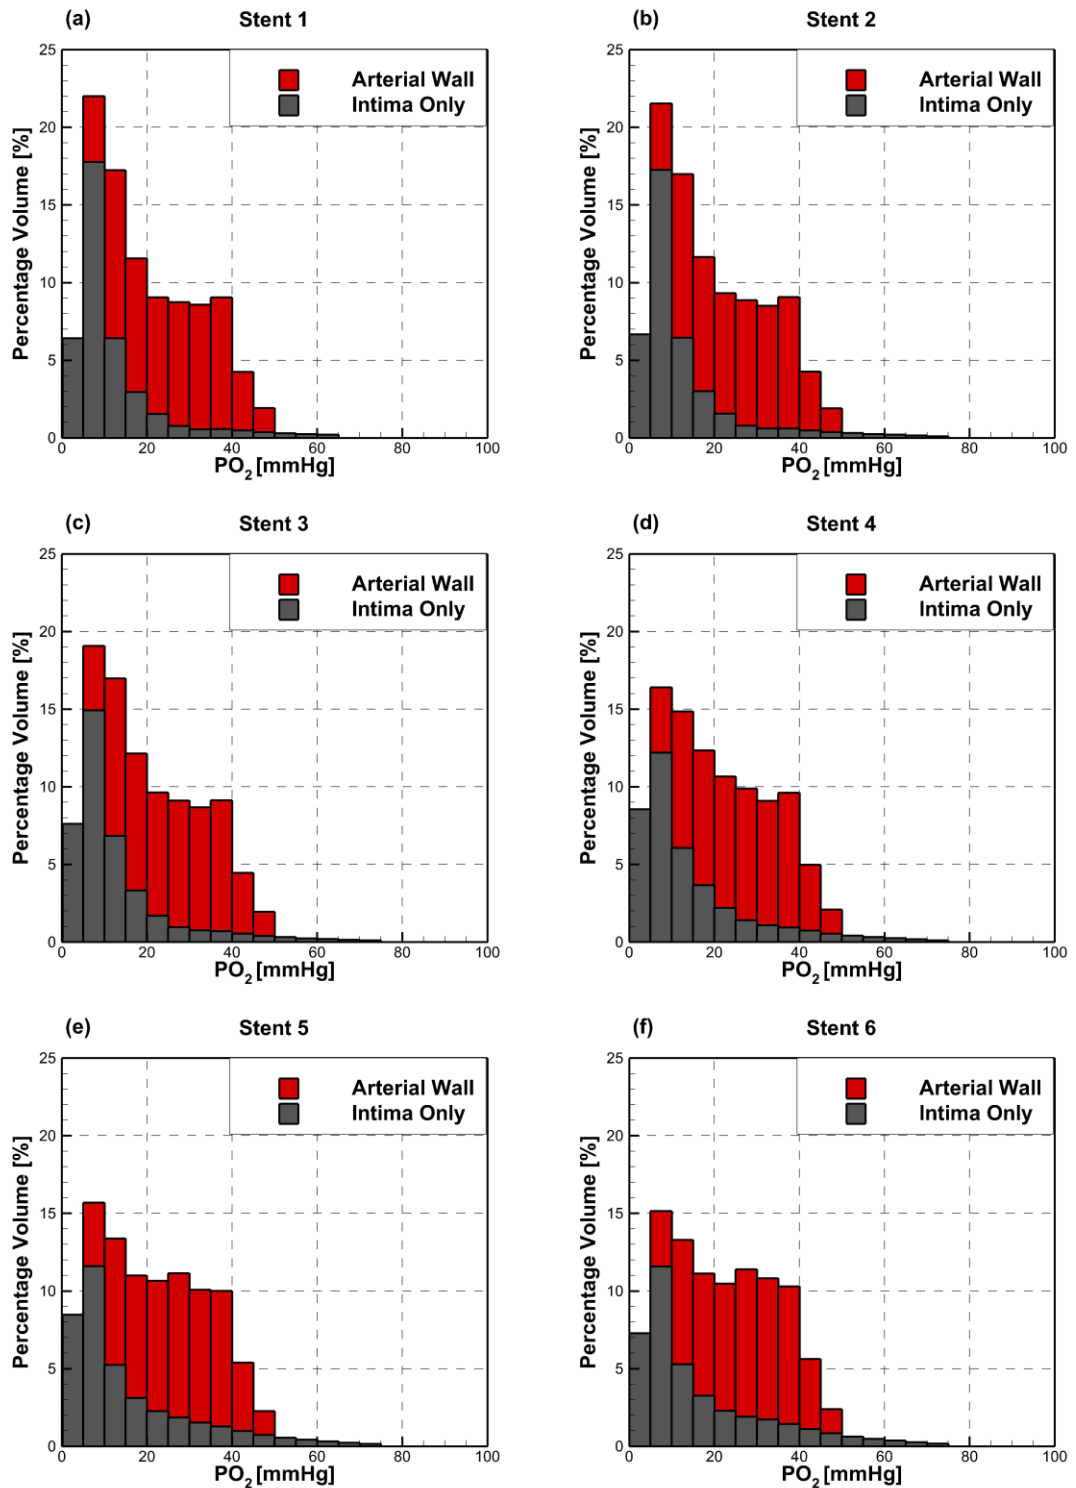 (a) Stent 1
Arterial Wall
Intima Only
Percentage Volume [%]
25
20
15
10
5
0
0 20 40 60 80 100
PO2 [mmHg]
(b) Stent 2
Arterial Wall
Intima Only
Percentage Volume [%]
25
20
15
10
5
0
0 20 40 60 80 100
PO2 [mmHg]
(c) Stent 3
Arterial Wall
Intima Only
Percentage Volume [%]
25
20
15
10
5
0
0 20 40 60 80 100
PO2 [mmHg]
(d) Stent 4
Arterial Wall
Intima Only
Percentage Volume [%]
25
20
15
10
5
0
0 20 40 60 80 100
PO2 [mmHg]
(e) Stent 5
Arterial Wall
Intima Only
Percentage Volume [%]
25
20
15
10
5
0
0 20 40 60 80 100
PO2 [mmHg]
(f) Stent 6
Arterial Wall
Intima Only
Percentage Volume [%]
25
20
15
10
5
0
0 20 40 60 80 100
PO2 [mmHg]